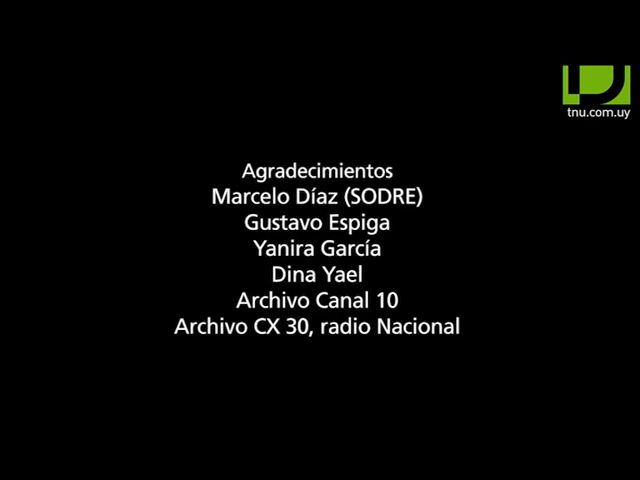 tnu.com.uy
Agradecimientos
Marcelo Díaz (SODRE)
Gustavo Espiga
Yanira García
Dina Yael
Archivo Canal 10
Archivo CX 30, radio Nacional